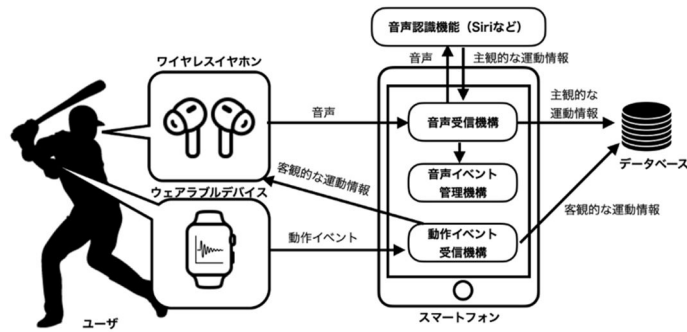 音声認識機能（Siriなど）
ワイヤレスイヤホン
音声
主観的な運動情報
主観的な
運動情報
音声
音声受信機構
データベース
客観的な運動情報
音声イベント
管理機構
ウェアラブルデバイス
客観的な運動情報
動作イベント
動作イベント
受信機構
スマートフォン
ユーザ